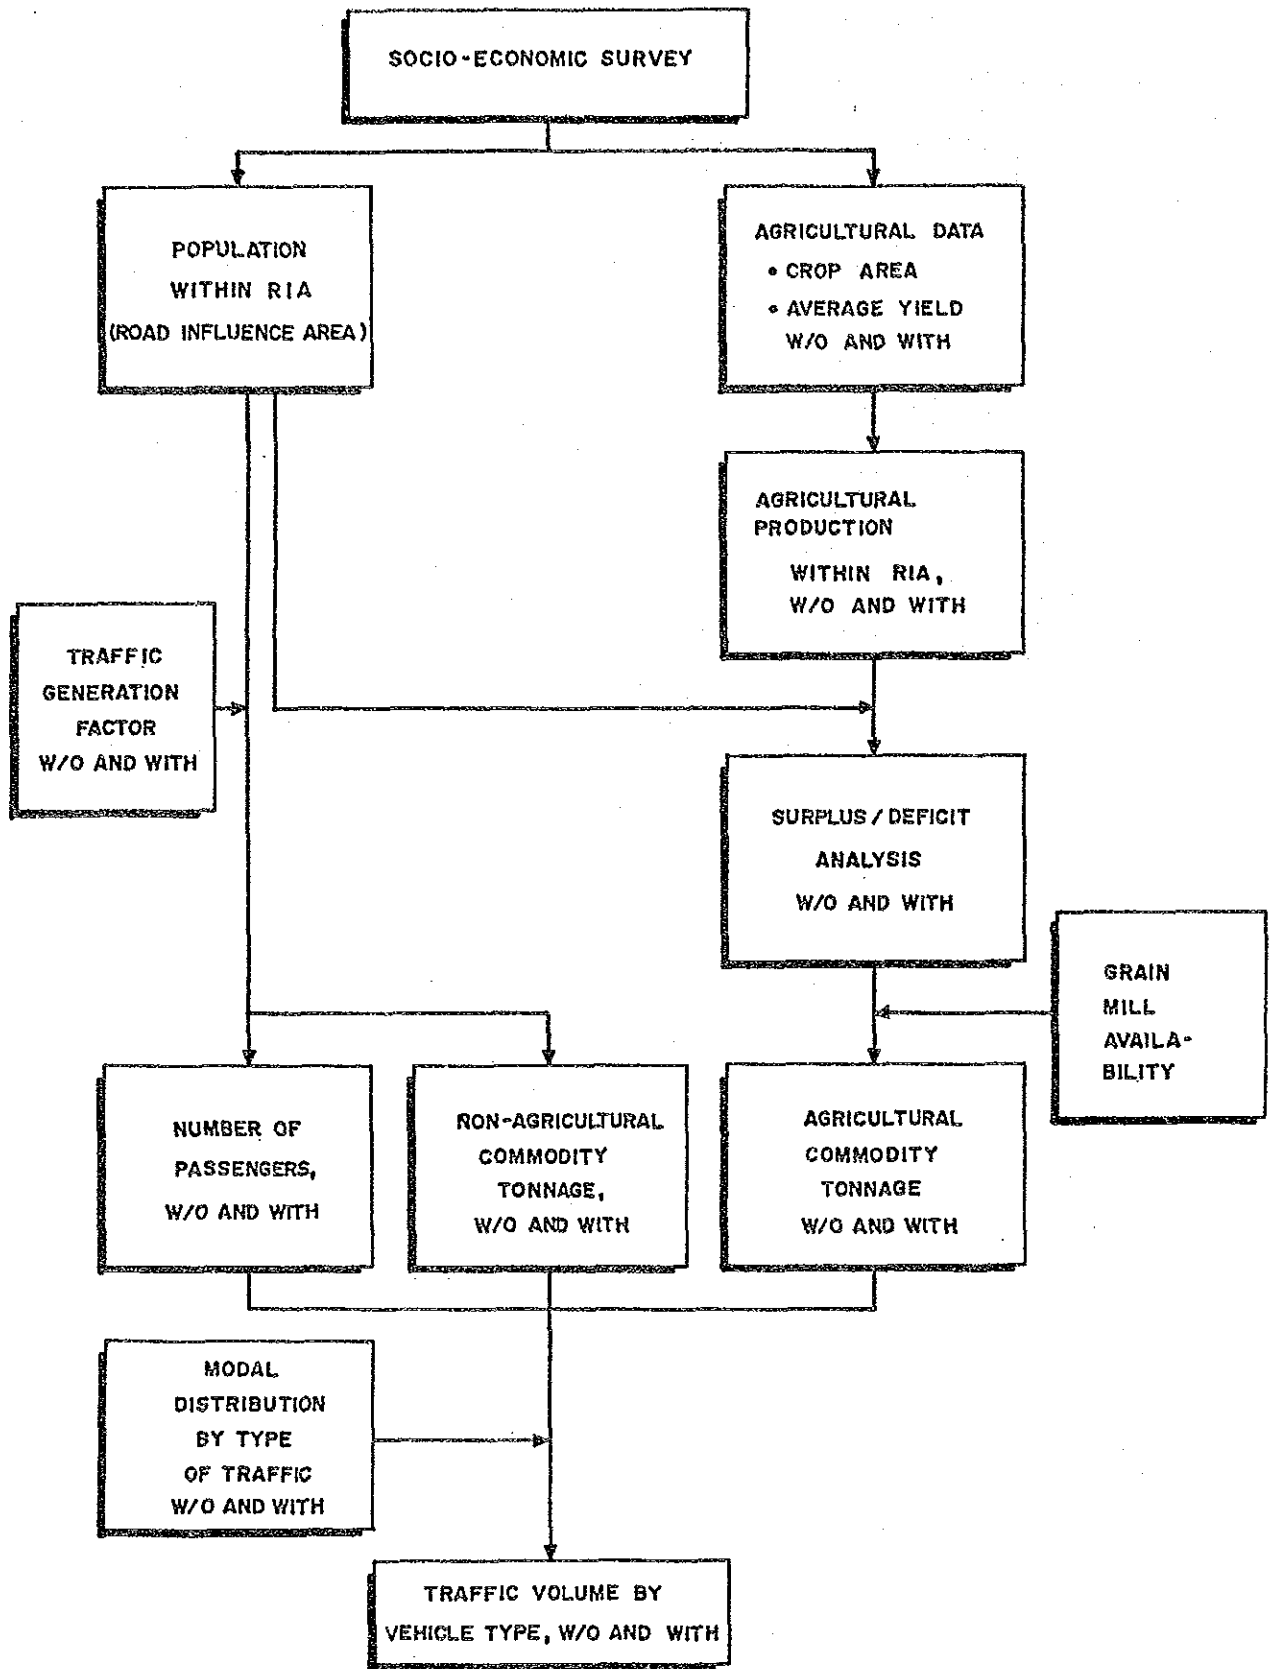 SOCIO-ECONOMIC SURVEY
POPULATION
WITHIN RIA
(ROAD INFLUENCE AREA)
AGRICULTURAL DATA
• CROP AREA
• AVERAGE YIELD
W/O AND WITH
AGRICULTURAL
PRODUCTION
WITHIN RIA,
W/O AND WITH
TRAFFIC
GENERATION
FACTOR
W/O AND WITH
SURPLUS/DEFICIT
ANALYSIS
W/O AND WITH
GRAIN
MILL
AVAILA-
BILITY
NUMBER OF
PASSENGERS,
W/O AND WITH
NON-AGRICULTURAL
COMMODITY
TONNAGE,
W/O AND WITH
AGRICULTURAL
COMMODITY
TONNAGE
W/O AND WITH
MODAL
DISTRIBUTION
BY TYPE
OF TRAFFIC
W/O AND WITH
TRAFFIC VOLUME BY
VEHICLE TYPE, W/O AND WITH